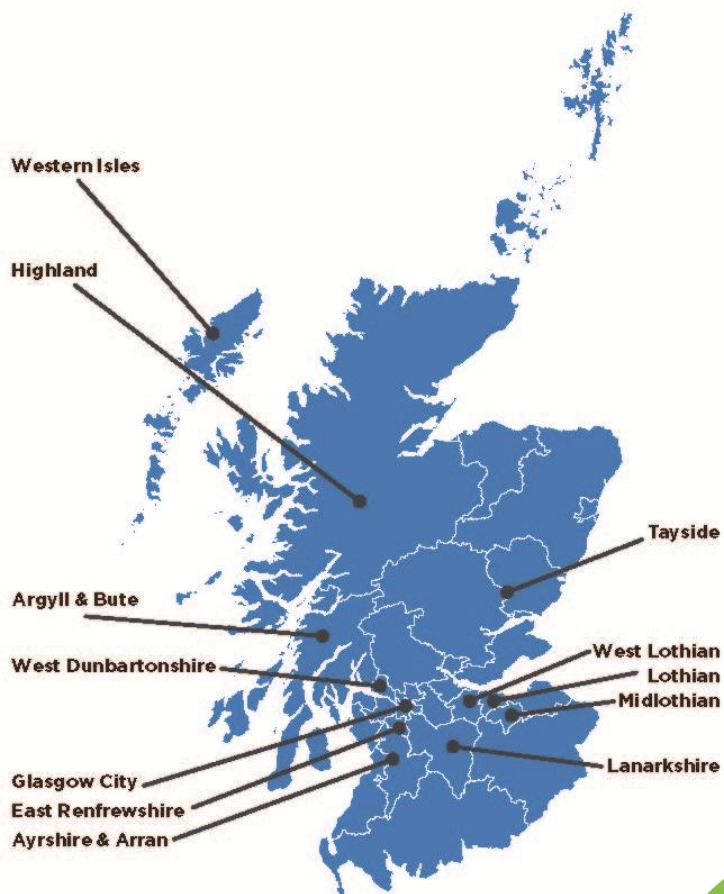 Western Isles
Highland
Tayside
Argyll & Bute
West Lothian
West Dunbartonshire
Lothian
Midlothian
Lanarkshire
Glasgow City
East Renfrewshire
Ayrshire & Arran